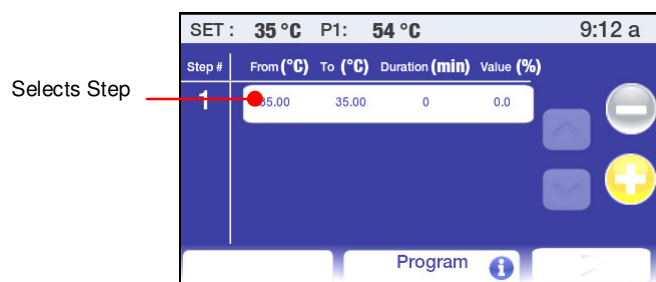 SET : 35 °C P1: 54 °C 9:12 a
Step # From (°C) To (°C) Duration (min) Value (%)
Selects Step
1 35.00 35.00 0 0.0
Program i